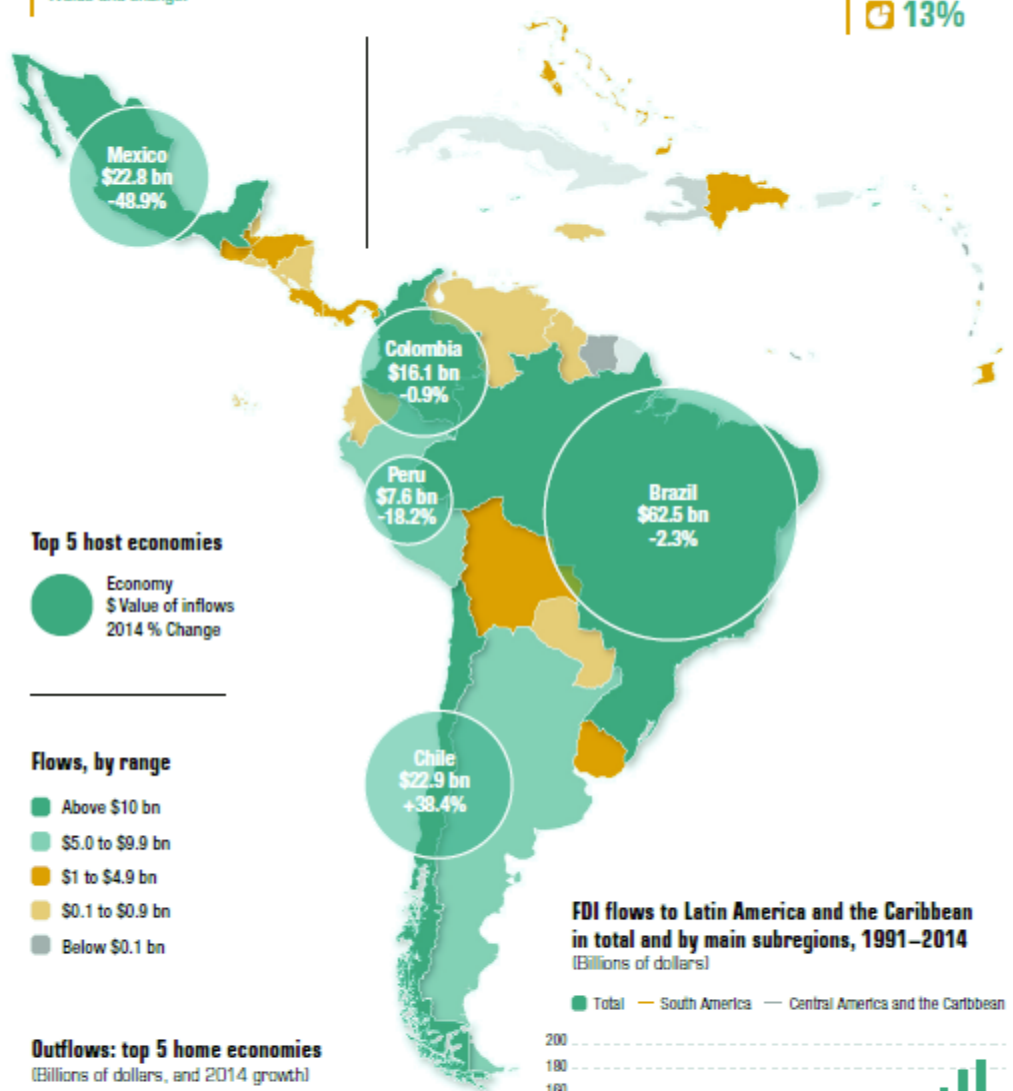 13%
Mexico
$22.8 bn
-48.9%
Colombia
$16.1 bn
-0.9%
Peru
$7.6 bn
-18.2%
Brazil
$62.5 bn
-2.3%
Top 5 host economies
Economy
$ Value of inflows
2014 % Change
Chile
$22.9 bn
+38.4%
Flows, by range
Above $10 bn
$5.0 to $9.9 bn
$1 to $4.9 bn
$0.1 to $0.9 bn
Below $0.1 bn
FDI flows to Latin America and the Caribbean
in total and by main subregions, 1991–2014
(Billions of dollars)
Total South America Central America and the Caribbean
200
180
160
Outflows: top 5 home economies
(Billions of dollars, and 2014 growth)